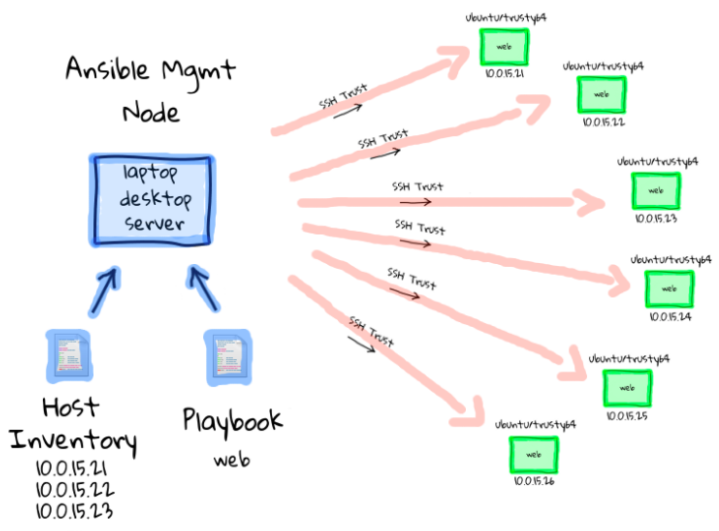 Ansible Mgmt
Node
laptop
desktop
server
Host
Inventory
10.0.15.21
10.0.15.22
10.0.15.23
Playbook
web
SSH Trust
SSH Trust
SSH Trust
SSH Trust
SSH Trust
SSH Trust
ubuntu/trusty64
web
10.0.15.21
ubuntu/trusty64
web
10.0.15.22
ubuntu/trusty64
web
10.0.15.23
ubuntu/trusty64
web
10.0.15.24
ubuntu/trusty64
web
10.0.15.25
ubuntu/trusty64
web
10.0.15.26